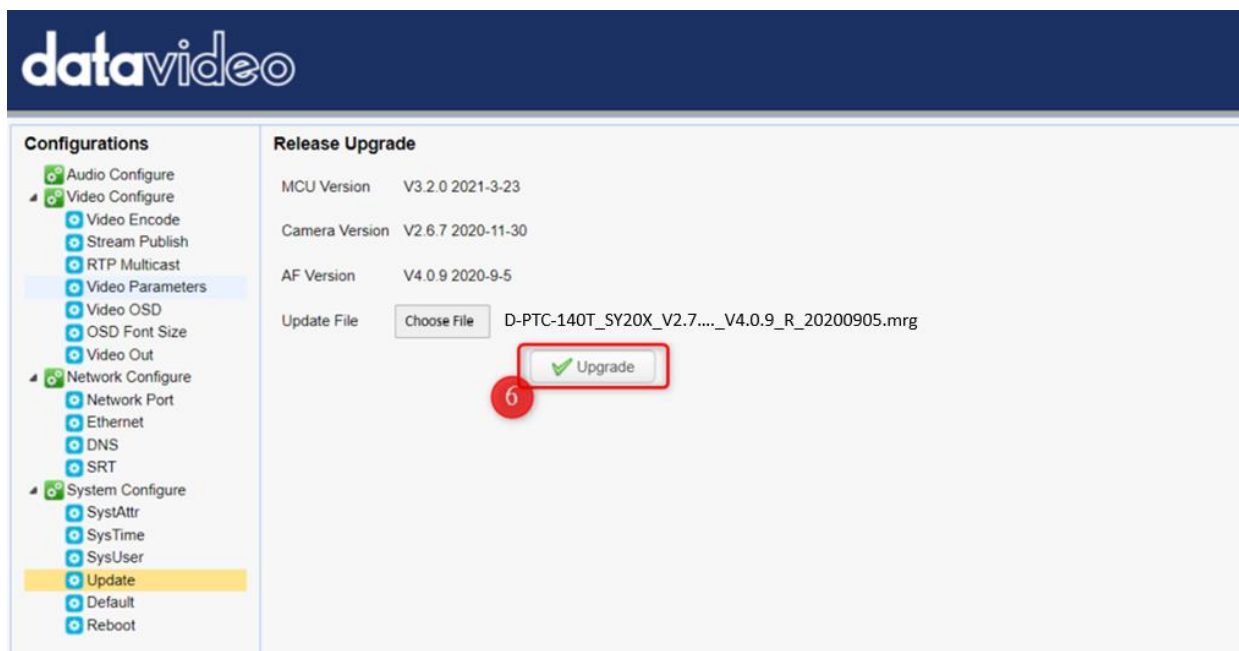 datavideo
Configurations
Audio Configure
Video Configure
Video Encode
Stream Publish
RTP Multicast
Video Parameters
Video OSD
OSD Font Size
Video Out
Network Configure
Network Port
Ethernet
DNS
SRT
System Configure
SystAttr
SysTime
SysUser
Update
Default
Reboot
Release Upgrade
MCU Version V3.2.0 2021-3-23
Camera Version V2.6.7 2020-11-30
AF Version V4.0.9 2020-9-5
Update File Choose File D-PTC-140T_SY20X_V2.7...._V4.0.9_R_20200905.mrg
Upgrade
6